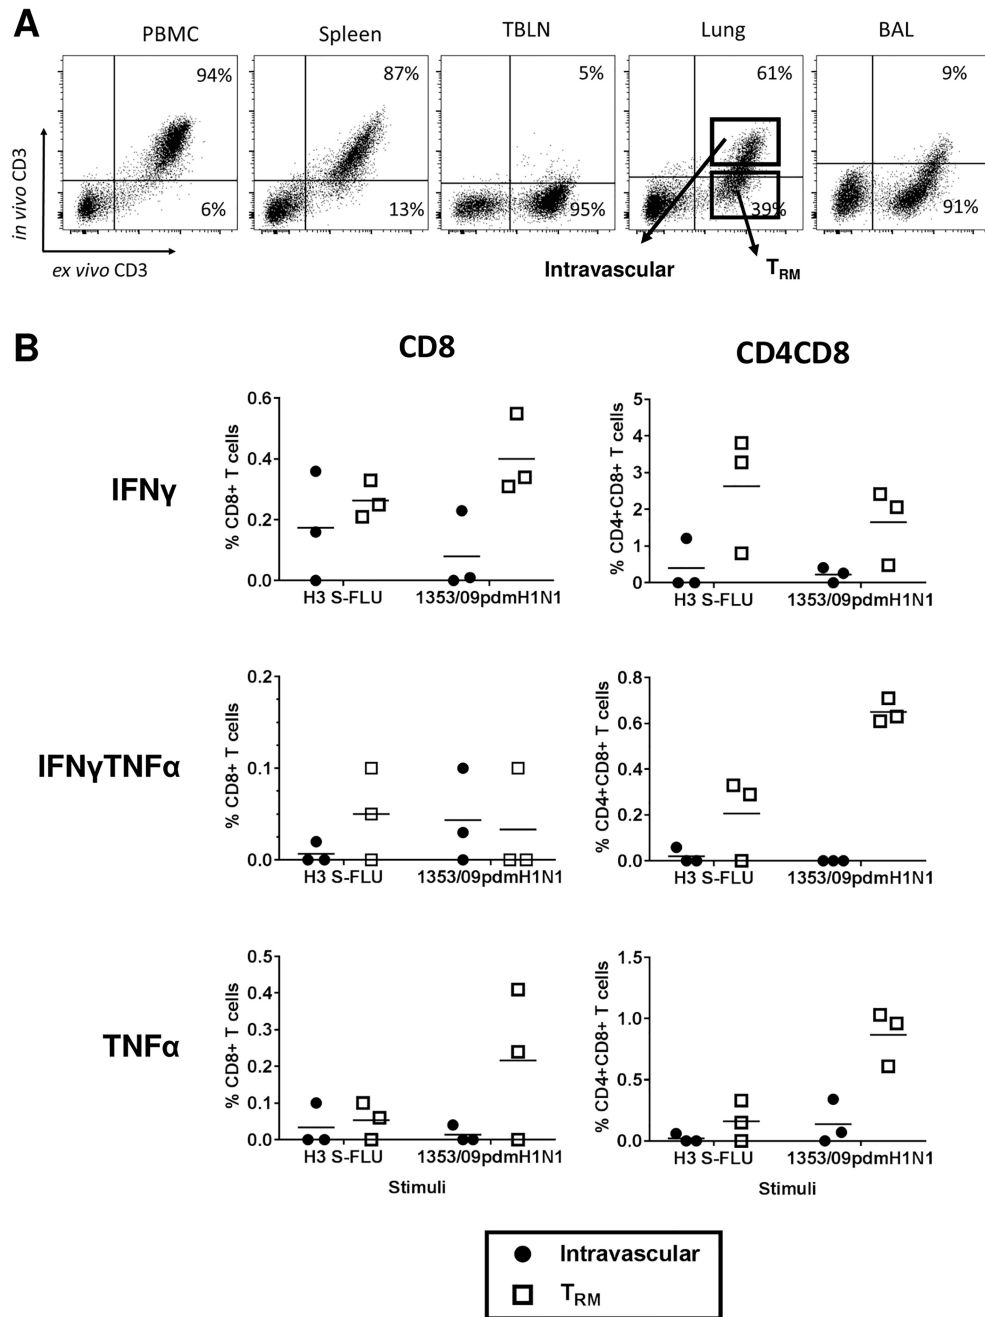 A
PBMC
Spleen
TBLN
Lung
BAL
94%
87%
5%
61%
9%
6%
13%
95%
39%
91%
in vivo CD3
ex vivo CD3
Intravascular
TRM
B
CD8
CD4CD8
IFNγ
% CD8+ T cells
0.6
0.4
0.2
0.0
H3 S-FLU
1353/09pdmH1N1
% CD4+CD8+ T cells
5
4
3
2
1
0
H3 S-FLU
1353/09pdmH1N1
IFNγTNFα
% CD8+ T cells
0.2
0.1
0.0
H3 S-FLU
1353/09pdmH1N1
% CD4+CD8+ T cells
0.8
0.6
0.4
0.2
0.0
H3 S-FLU
1353/09pdmH1N1
TNFα
% CD8+ T cells
0.5
0.4
0.3
0.2
0.1
0.0
H3 S-FLU
1353/09pdmH1N1
Stimuli
% CD4+CD8+ T cells
1.5
1.0
0.5
0.0
H3 S-FLU
1353/09pdmH1N1
Stimuli
Intravascular
TRM